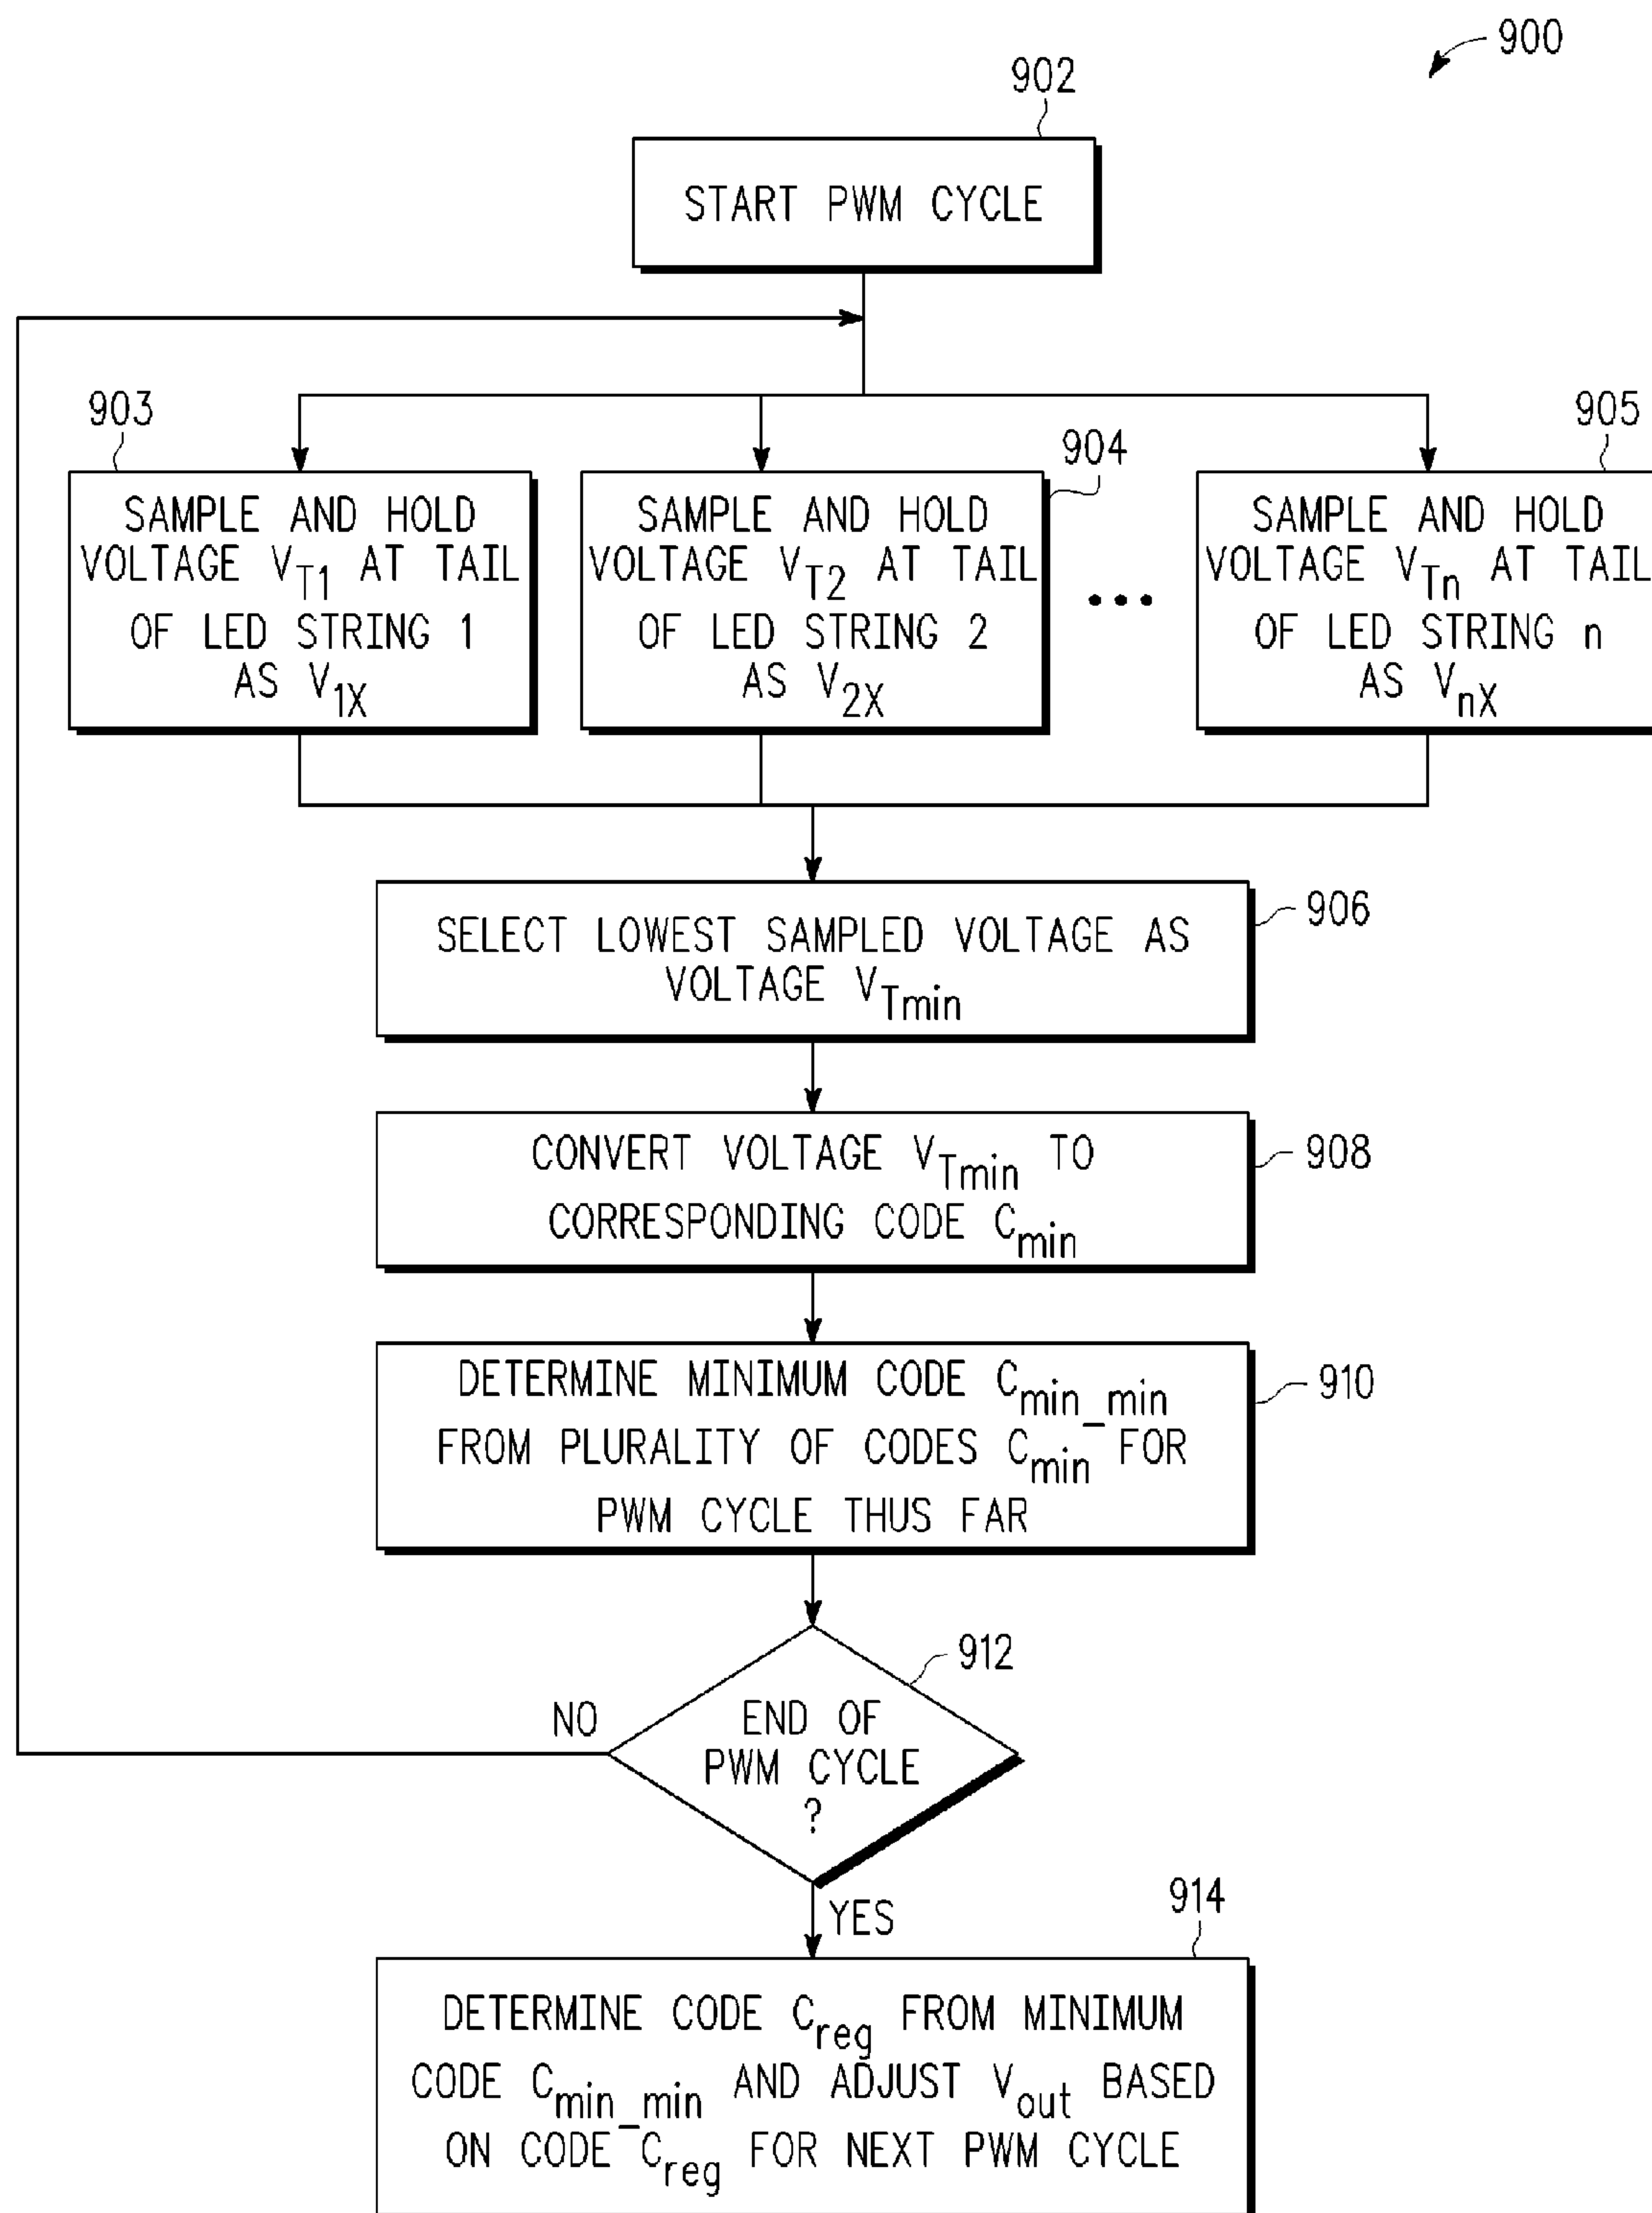 900
902
START PWM CYCLE
903
SAMPLE AND HOLD
VOLTAGE V_T1 AT TAIL
OF LED STRING 1
AS V_1X
904
SAMPLE AND HOLD
VOLTAGE V_T2 AT TAIL
OF LED STRING 2
AS V_2X
•••
905
SAMPLE AND HOLD
VOLTAGE V_Tn AT TAIL
OF LED STRING n
AS V_nX
906
SELECT LOWEST SAMPLED VOLTAGE AS
VOLTAGE V_Tmin
908
CONVERT VOLTAGE V_Tmin TO
CORRESPONDING CODE C_min
910
DETERMINE MINIMUM CODE C_min_min
FROM PLURALITY OF CODES C_min FOR
PWM CYCLE THUS FAR
912
END OF
PWM CYCLE
?
NO
YES
914
DETERMINE CODE C_reg FROM MINIMUM
CODE C_min_min AND ADJUST V_out BASED
ON CODE C_reg FOR NEXT PWM CYCLE